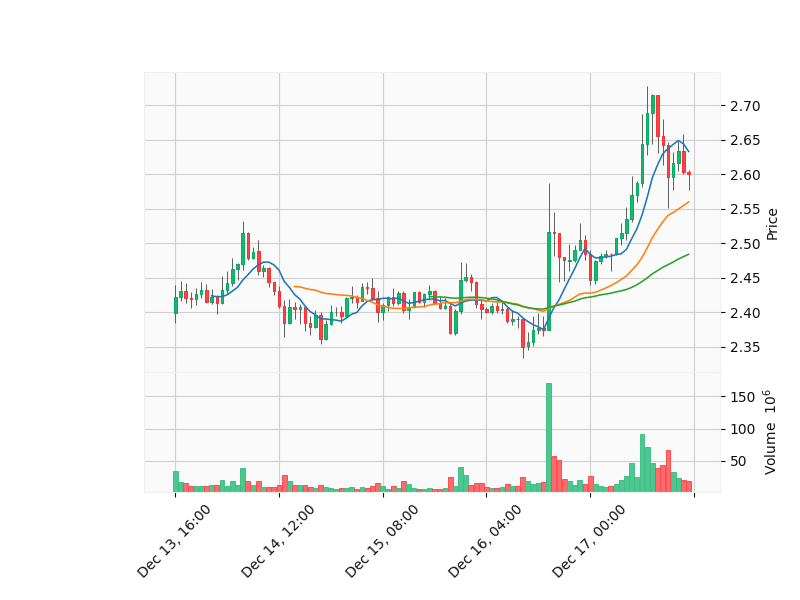 2.70
2.65
2.60
2.55
2.50
2.45
2.40
2.35
Price
150
100
50
Volume 10⁶
Dec 13, 16:00
Dec 14, 12:00
Dec 15, 08:00
Dec 16, 04:00
Dec 17, 00:00